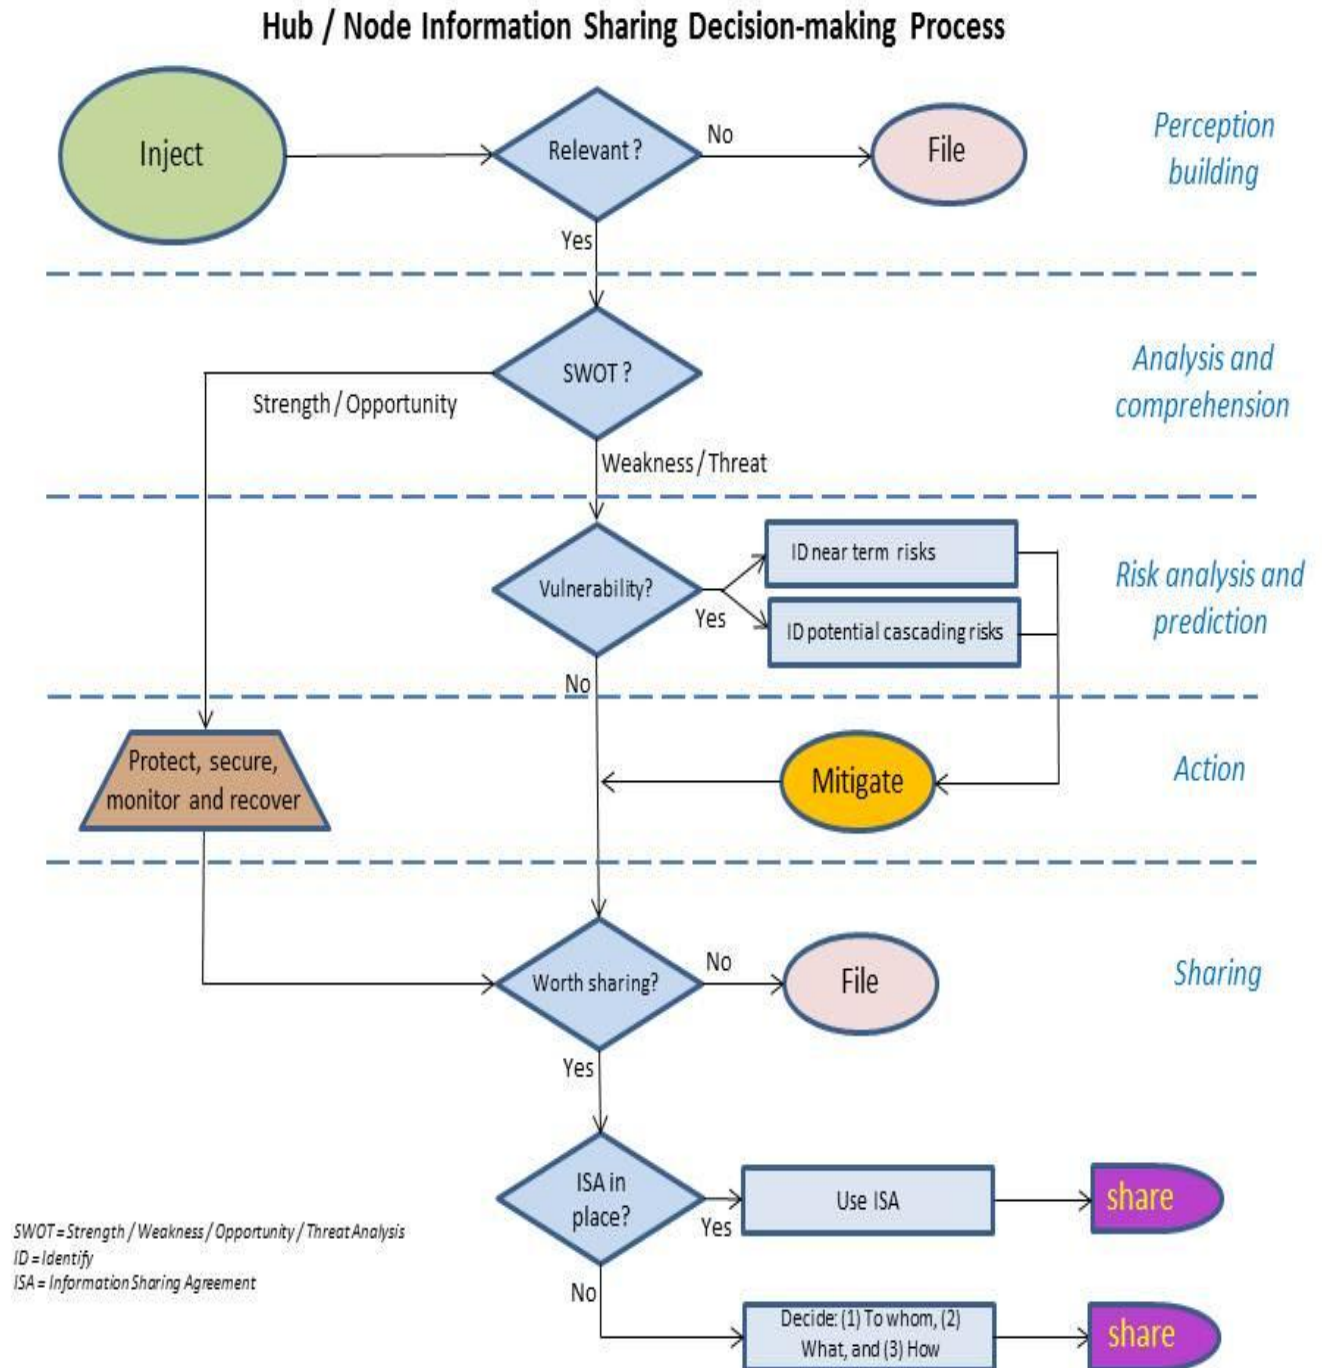 Hub / Node Information Sharing Decision-making Process
Inject
Relevant ?
No
File
Perception
building
Yes
SWOT ?
Strength / Opportunity
Analysis and
comprehension
Weakness / Threat
Vulnerability?
Yes
ID near term risks
ID potential cascading risks
Risk analysis and
prediction
No
Protect, secure,
monitor and recover
Mitigate
Action
Worth sharing?
No
File
Sharing
Yes
ISA in
place?
Yes
Use ISA
share
SWOT = Strength / Weakness / Opportunity / Threat Analysis
ID = Identify
ISA = Information Sharing Agreement
No
Decide: (1) To whom, (2)
What, and (3) How
share